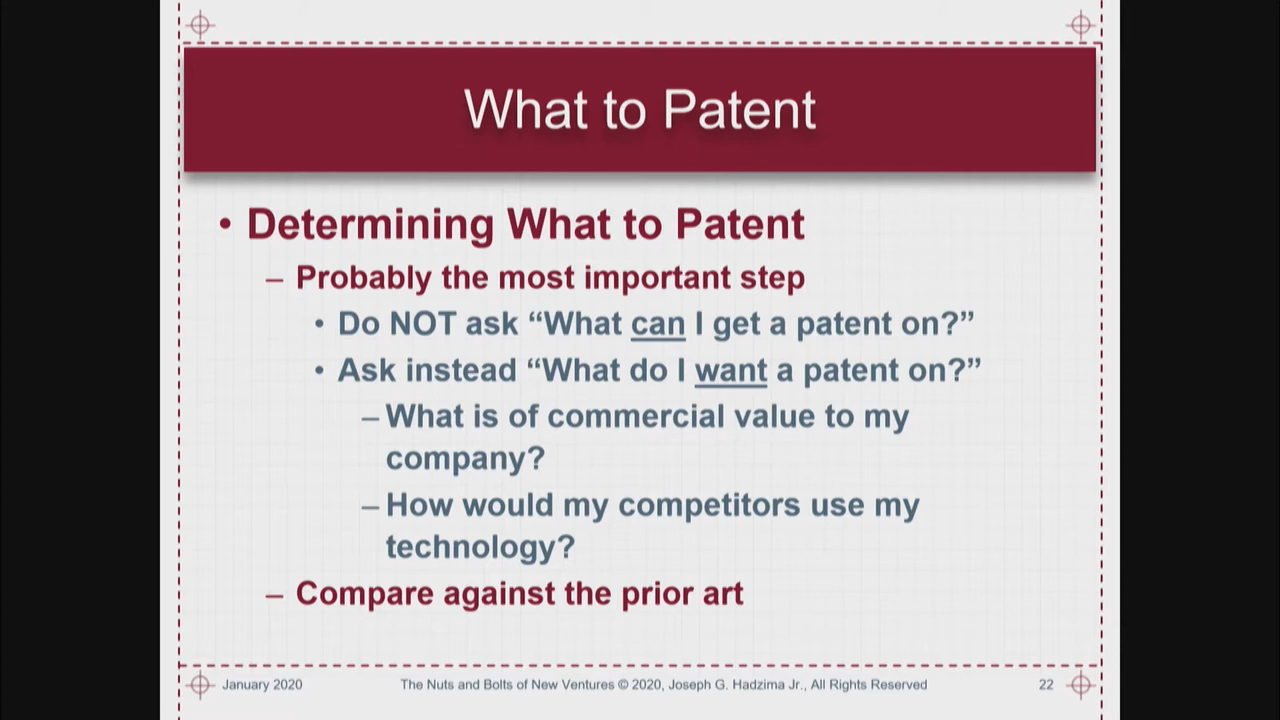 What to Patent
• Determining What to Patent
– Probably the most important step
• Do NOT ask “What can I get a patent on?”
• Ask instead “What do I want a patent on?”
– What is of commercial value to my
company?
– How would my competitors use my
technology?
– Compare against the prior art
January 2020
The Nuts and Bolts of New Ventures © 2020, Joseph G. Hadzima Jr., All Rights Reserved
22